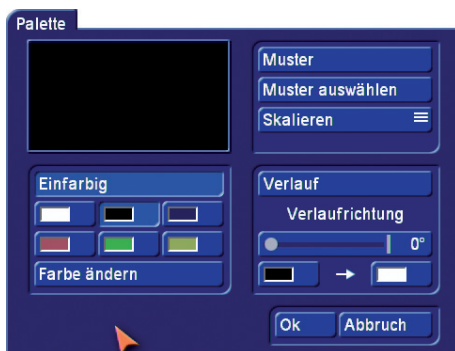 Palette
Muster
Muster auswählen
Skalieren
Einfarbig
Farbe ändern
Verlauf
Verlaufrichtung
0°
Ok Abbruch